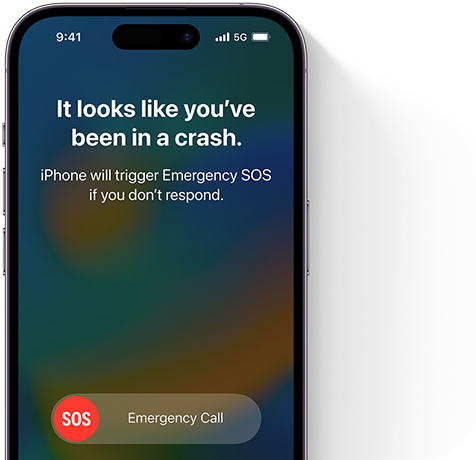 9:41 5G
It looks like you’ve
been in a crash.
iPhone will trigger Emergency SOS
if you don’t respond.
SOS Emergency Call